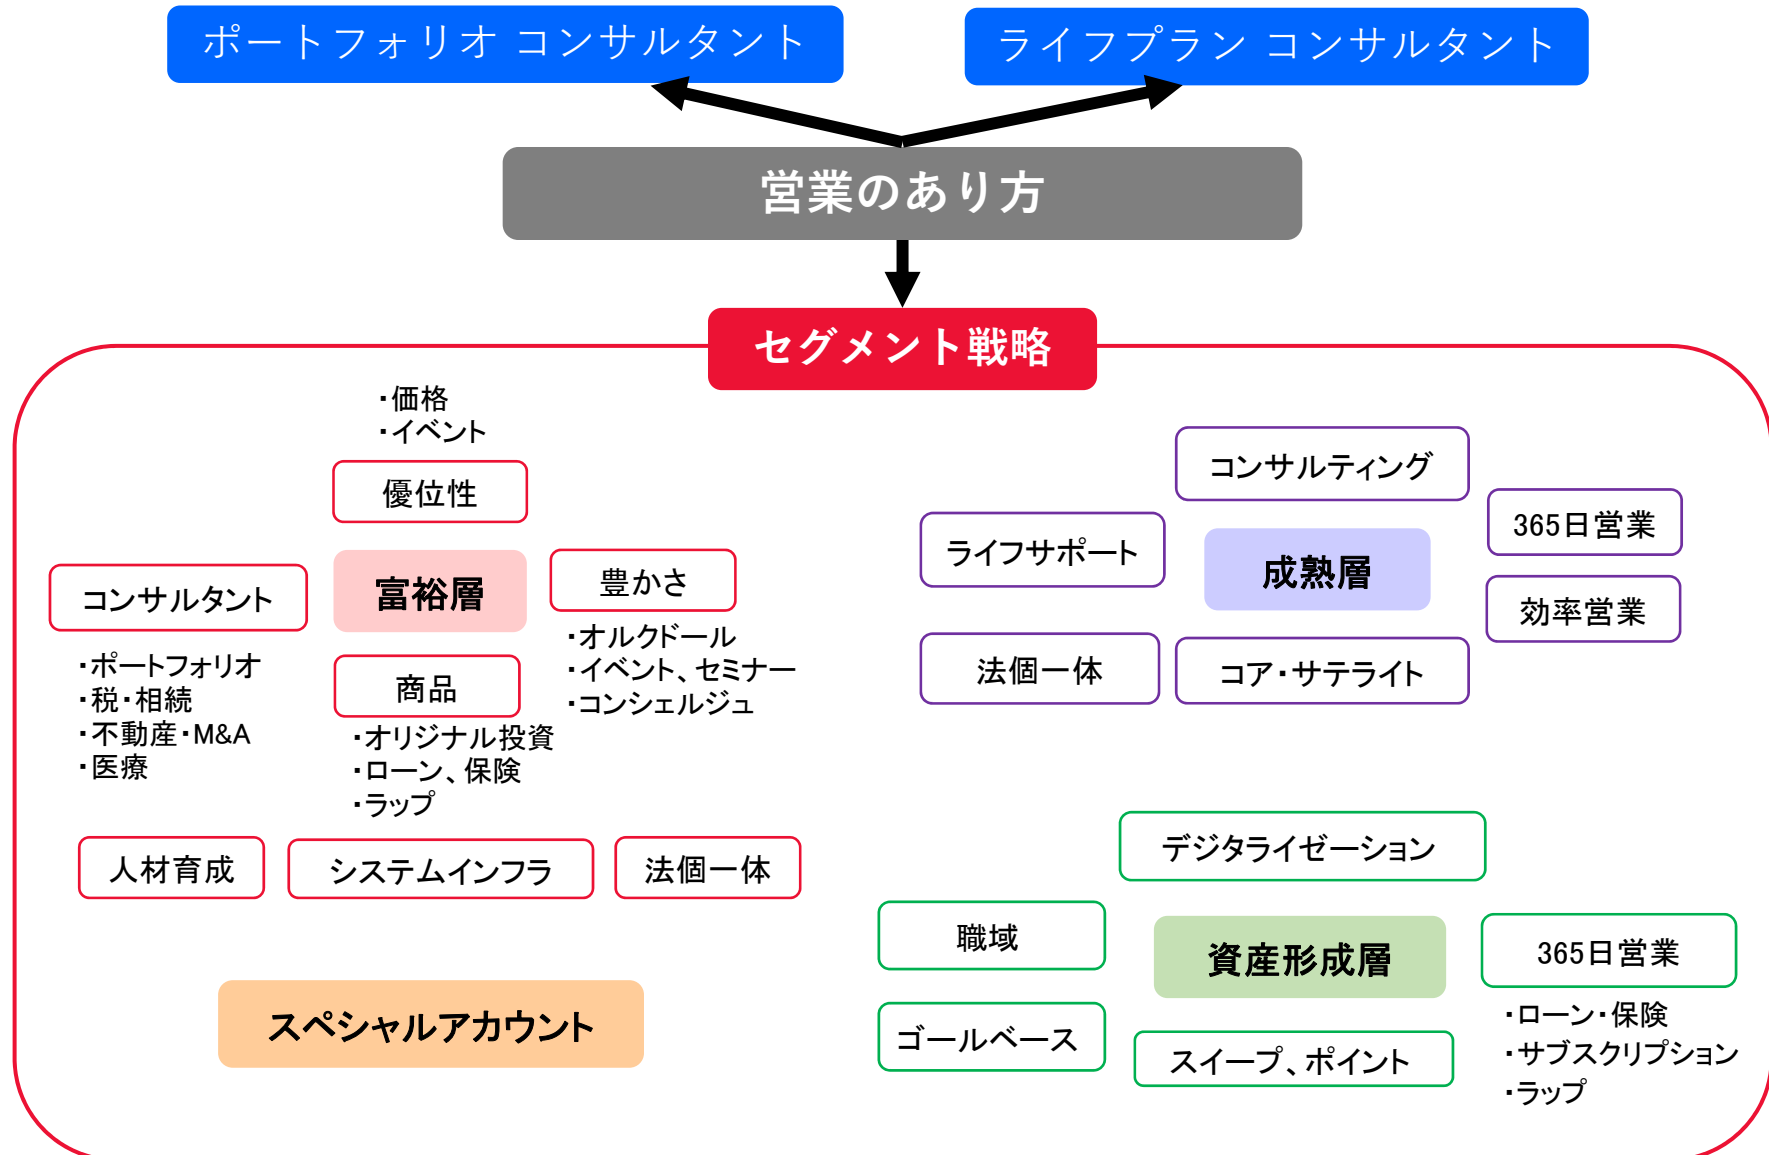 ポートフォリオ コンサルタント
ライフプラン コンサルタント
営業のあり方
セグメント戦略
・価格
・イベント
優位性
富裕層
コンサルタント
・ポートフォリオ
・税・相続
・不動産・M&A
・医療
豊かさ
・オルクドール
・イベント、セミナー
・コンシェルジュ
商品
・オリジナル投資
・ローン、保険
・ラップ
人材育成
システムインフラ
法個一体
スペシャルアカウント
コンサルティング
ライフサポート
成熟層
365日営業
効率営業
法個一体
コア・サテライト
デジタライゼーション
職域
資産形成層
365日営業
ゴールベース
スイープ、ポイント
・ローン・保険
・サブスクリプション
・ラップ